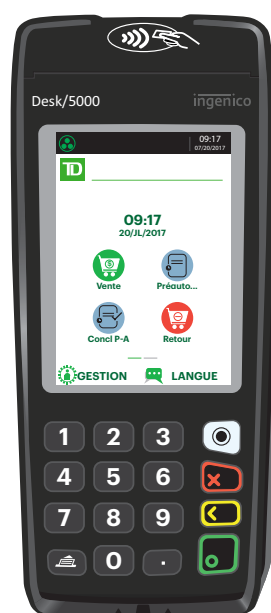 Desk/5000
ingenico
09:17
07/20/2017
TD
09:17
20/JL/2017
Vente
Préauto...
Concl P-A
Retour
GESTION
LANGUE
1 2 3
4 5 6
7 8 9
0 .